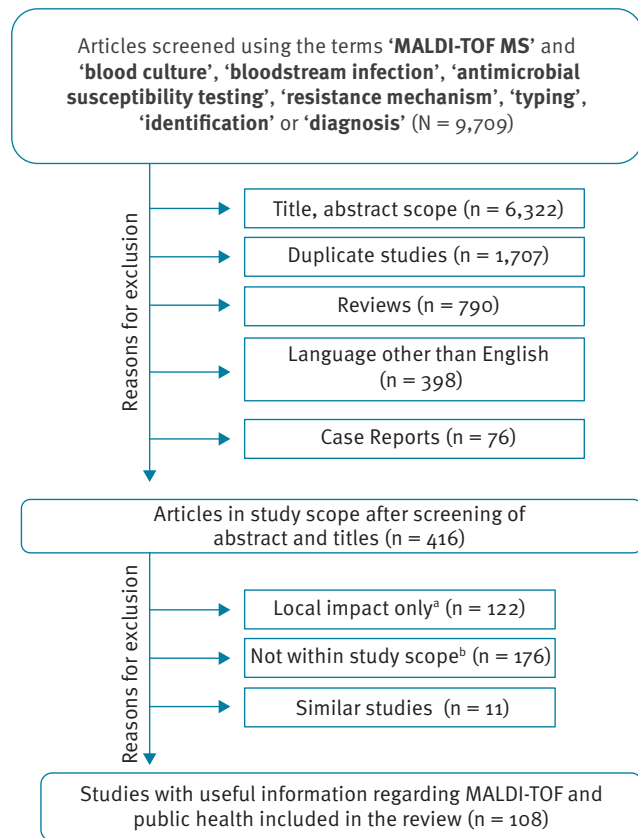 Articles screened using the terms ‘MALDI-TOF MS’ and
‘blood culture’, ‘bloodstream infection’, ‘antimicrobial
susceptibility testing’, ‘resistance mechanism’, ‘typing’,
‘identification’ or ‘diagnosis’ (N = 9,709)
Reasons for exclusion
Title, abstract scope (n = 6,322)
Duplicate studies (n = 1,707)
Reviews (n = 790)
Language other than English
(n = 398)
Case Reports (n = 76)
Articles in study scope after screening of
abstract and titles (n = 416)
Reasons for exclusion
Local impact onlyᵃ (n = 122)
Not within study scopeᵇ (n = 176)
Similar studies (n = 11)
Studies with useful information regarding MALDI-TOF and
public health included in the review (n = 108)